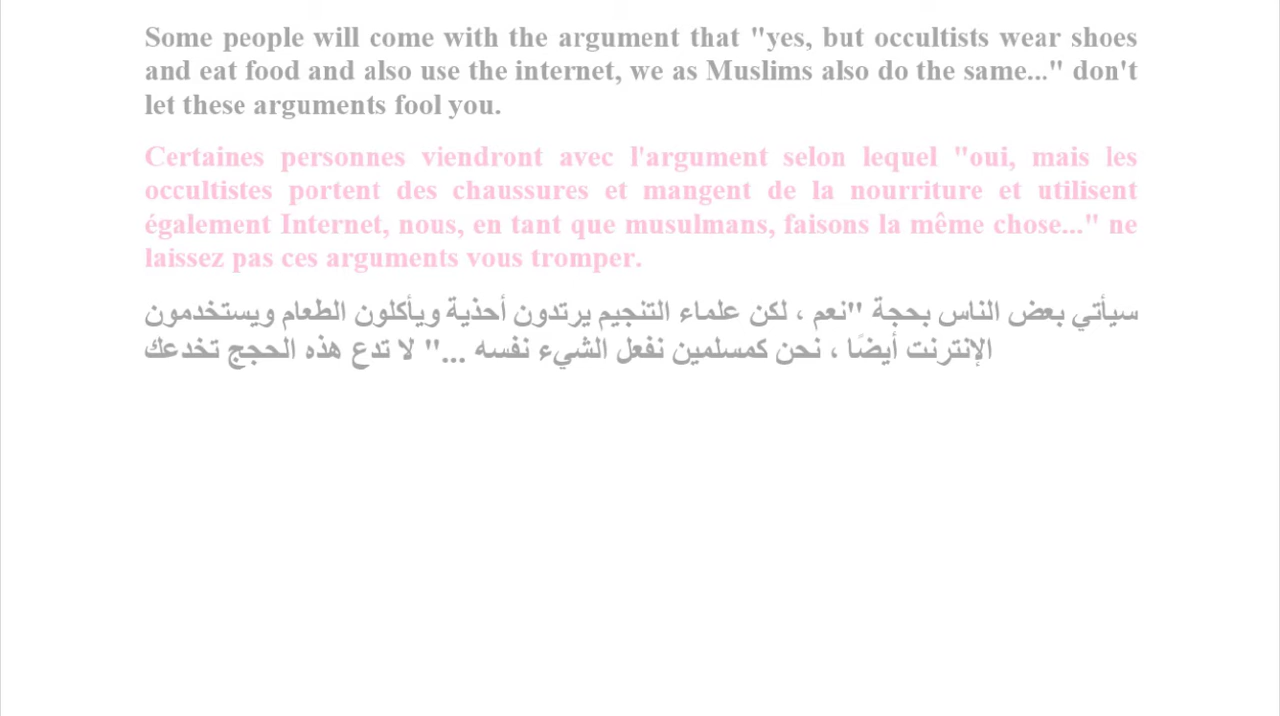 Some people will come with the argument that "yes, but occultists wear shoes
and eat food and also use the internet, we as Muslims also do the same..." don't
let these arguments fool you.
Certaines personnes viendront avec l'argument selon lequel "oui, mais les
occultistes portent des chaussures et mangent de la nourriture et utilisent
également Internet, nous, en tant que musulmans, faisons la même chose..." ne
laissez pas ces arguments vous tromper.
سيأتي بعض الناس بحجة "نعم ، لكن علماء التنجيم يرتدون أحذية ويأكلون الطعام ويستخدمون
الإنترنت أيضًا ، نحن كمسلمين نفعل الشيء نفسه ..." لا تدع هذه الحجج تخدعك